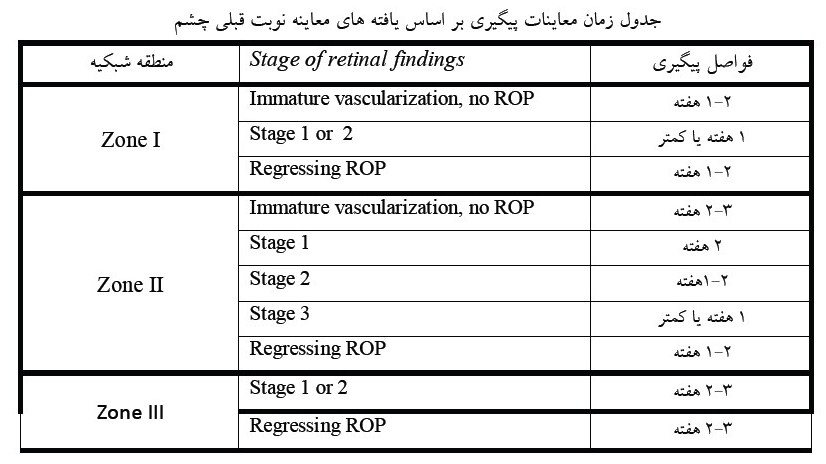 جدول زمان معاینات پیگیری بر اساس یافته های معاینه نوبت قبلی چشم
منطقه شبکیه Stage of retinal findings فواصل پیگیری
Zone I
Immature vascularization, no ROP ۱-۲ هفته
Stage 1 or 2 ۱ هفته یا کمتر
Regressing ROP ۱-۲ هفته
Zone II
Immature vascularization, no ROP ۲-۳ هفته
Stage 1 ۲ هفته
Stage 2 ۱-۲هفته
Stage 3 ۱ هفته یا کمتر
Regressing ROP ۱-۲ هفته
Zone III
Stage 1 or 2 ۲-۳ هفته
Regressing ROP ۲-۳ هفته